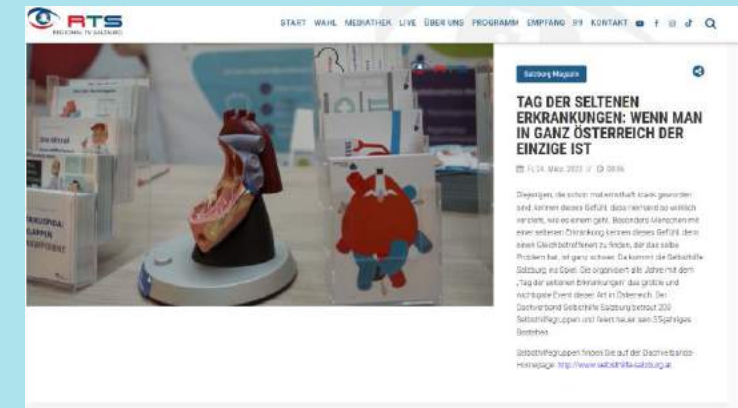 RTS
REGIONAL TV SALZBURG
START WAHL MEDIATHEK LIVE ÜBER UNS PROGRAMM EMPFANG KONTAKT
Salzburg Magazin
TAG DER SELTENEN
ERKRANKUNGEN: WENN MAN
IN GANZ ÖSTERREICH DER
EINZIGE IST
Diejenigen, die schon mal ernsthaft krank geworden
sind, kennen dieses Gefühl, dass niemand so wirklich
versteht, wie es einem geht. Besonders Menschen mit
einer seltenen Erkrankung kennen dieses Gefühl, denn
einen Gleichbetroffenen zu finden, der das selbe
Problem hat, ist ganz schwer. Da kommt die Selbsthilfe
Salzburg ins Spiel. Sie organisiert alle Jahre mit dem
„Tag der seltenen Erkrankungen“ das größte und
wichtigste Event dieser Art in Österreich. Der
Dachverband Selbsthilfe Salzburg betreut 200
Selbsthilfegruppen und feiert heuer sein 35jähriges
Bestehen.
Selbsthilfegruppen finden Sie auf der Dachverbands-
Homepage: http://www.selbsthilfe-salzburg.at